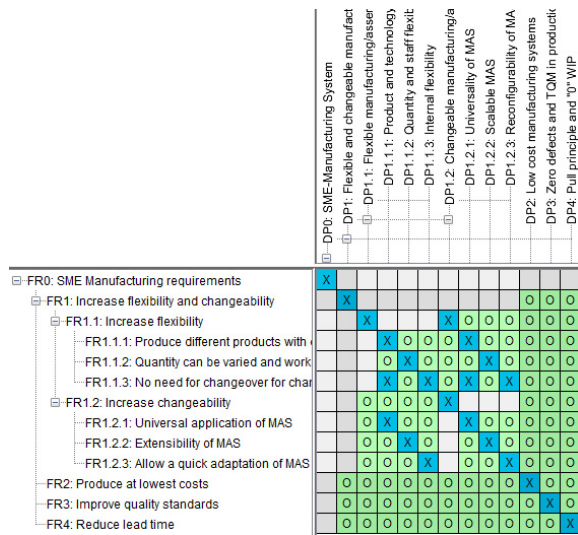 DP0: SME-Manufacturing System
DP1: Flexible and changeable manufact
DP1.1: Flexible manufacturing/asser
DP1.1.1: Product and technology
DP1.1.2: Quantity and staff flexib
DP1.1.3: Internal flexibility
DP1.2: Changeable manufacturing/a
DP1.2.1: Universality of MAS
DP1.2.2: Scalable MAS
DP1.2.3: Reconfigurability of MA
DP2: Low cost manufacturing systems
DP3: Zero defects and TQM in productic
DP4: Pull principle and "0" WIP
FR0: SME Manufacturing requirements X
FR1: Increase flexibility and changeability X O O O
FR1.1: Increase flexibility X X O O O O O O
FR1.1.1: Produce different products with X O O O X O O O O O
FR1.1.2: Quantity can be varied and work O X O O O X O O O O
FR1.1.3: No need for changeover for char X O X O X O X O O O
FR1.2: Increase changeability O O O O X O O O
FR1.2.1: Universal application of MAS O X O O X O O O O O
FR1.2.2: Extensibility of MAS O O X O O X O O O O
FR1.2.3: Allow a quick adaptation of MAS O O O X O O X O O O
FR2: Produce at lowest costs O O O O O O O O O X O O
FR3: Improve quality standards O O O O O O O O O O X O
FR4: Reduce lead time O O O O O O O O O O O X